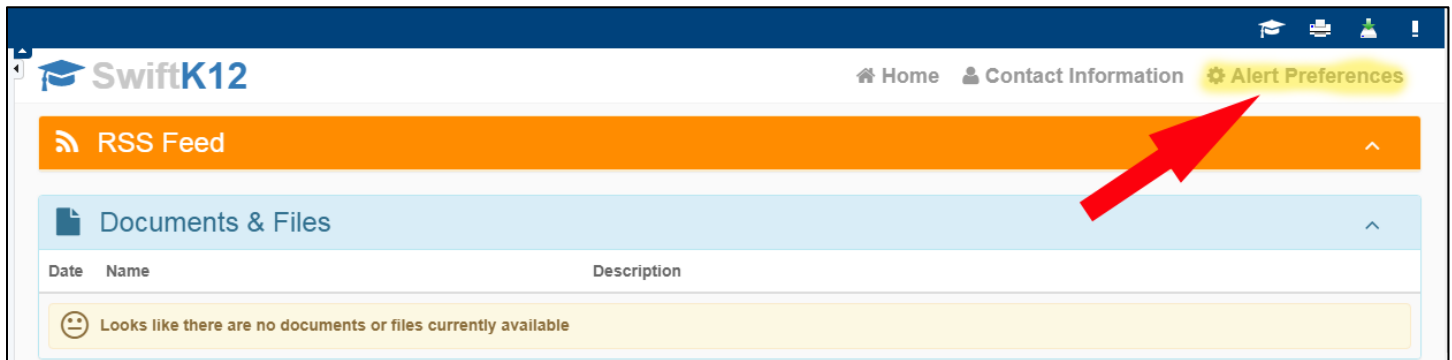 SwiftK12
Home Contact Information Alert Preferences
RSS Feed
Documents & Files
Date Name Description
Looks like there are no documents or files currently available